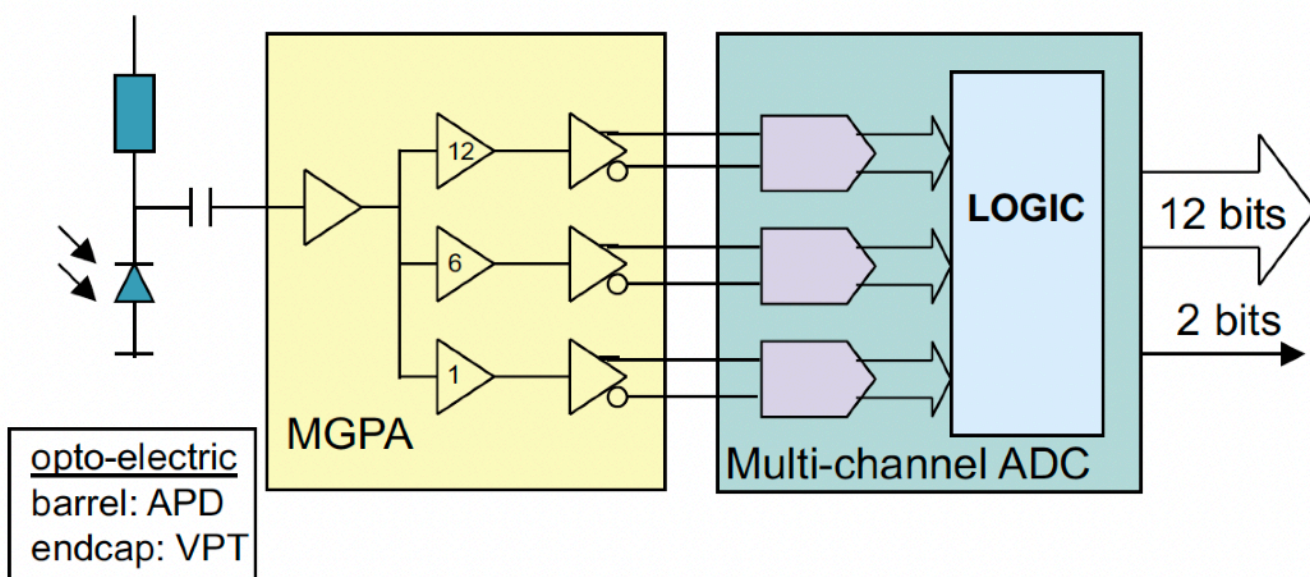 12
6
1
MGPA
LOGIC
Multi-channel ADC
12 bits
2 bits
opto-electric
barrel: APD
endcap: VPT